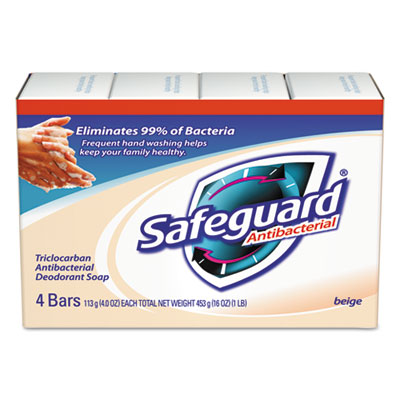 Eliminates 99% of Bacteria
Frequent hand washing helps
keep your family healthy.
Safeguard®
Antibacterial
Triclocarban
Antibacterial
Deodorant Soap
4 Bars 113 g (4.0 OZ) EACH TOTAL NET WEIGHT 453 g (16 OZ) (1 LB)
beige